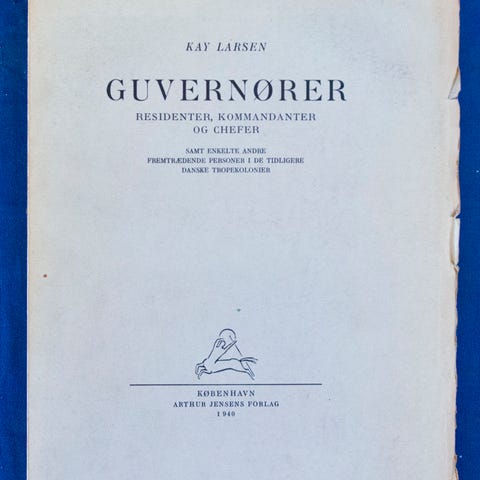 KAY LARSEN
GUVERNØRER
RESIDENTER, KOMMANDANTER
OG CHEFER
SAMT ENKELTE ANDRE
FREMTRÆDENDE PERSONER I DE TIDLIGERE
DANSKE TROPEKOLONIER
KØBENHAVN
ARTHUR JENSENS FORLAG
1940